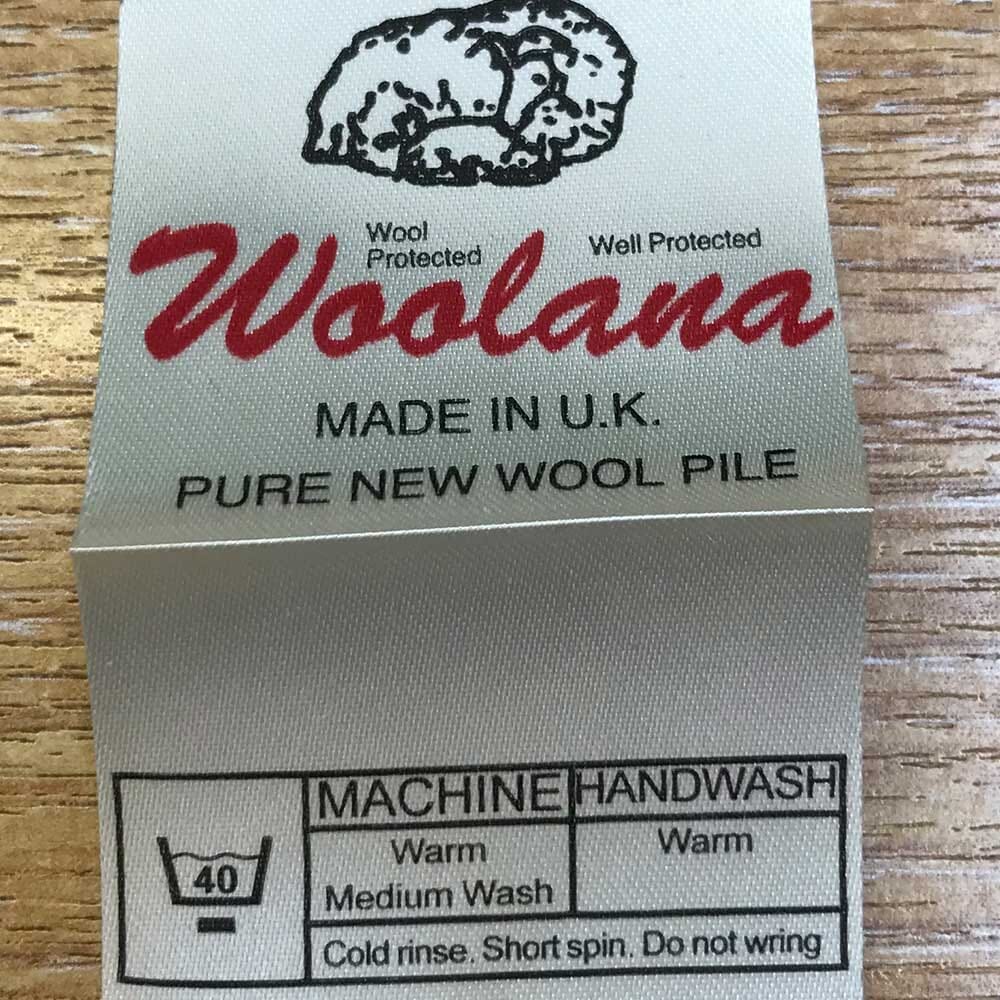 Wool
Protected
Well Protected
Woolana
MADE IN U.K.
PURE NEW WOOL PILE
MACHINE HANDWASH
40
Warm Warm
Medium Wash
Cold rinse. Short spin. Do not wring